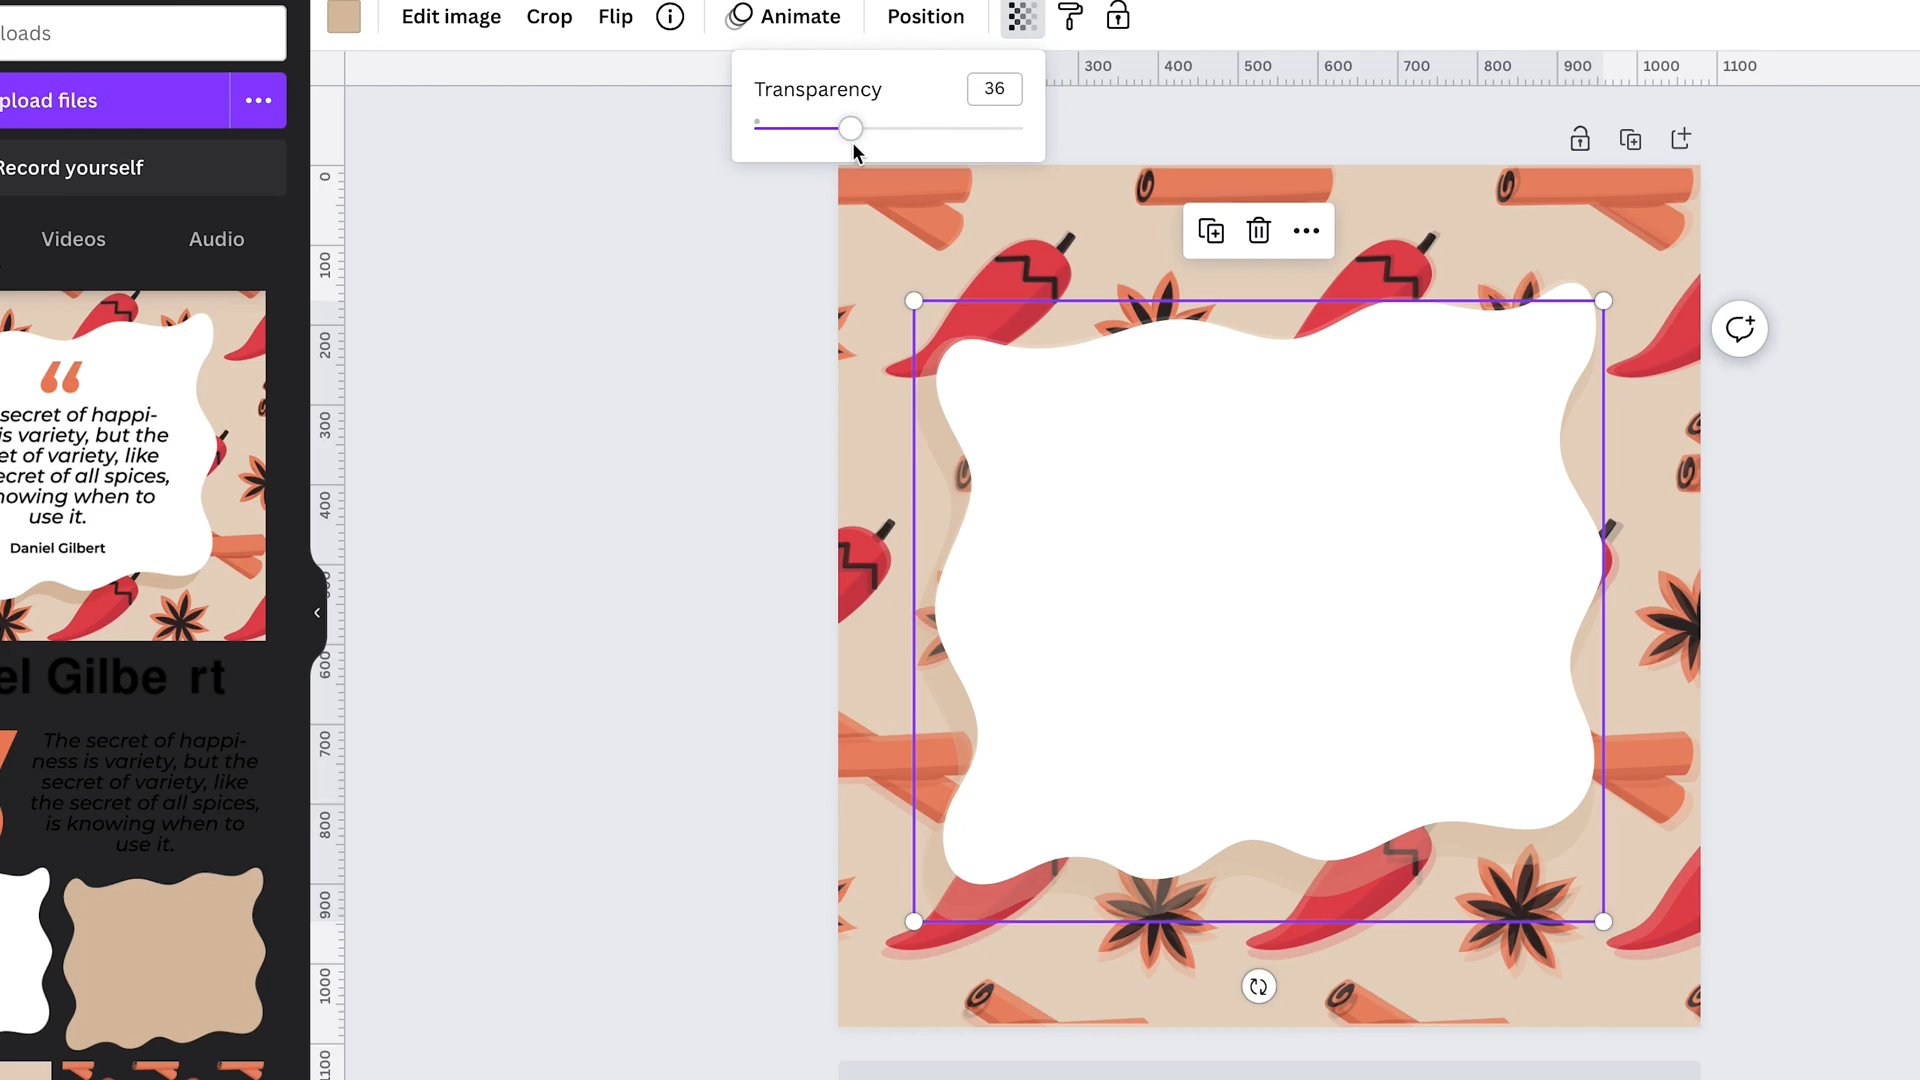 loads
Edit image Crop Flip Animate Position
pload files
Transparency 36
300 400 500 600 700 800 900 1000 1100
Record yourself
Videos Audio
secret of happi-
is variety, but the
et of variety, like
ecret of all spices,
nowing when to
use it.
Daniel Gilbert
el Gilbe rt
The secret of happi-
ness is variety, but the
secret of variety, like
the secret of all spices,
is knowing when to
use it.
0
100
200
300
400
500
600
700
800
900
1000
1100